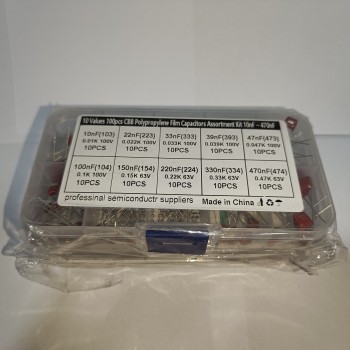 10 Values 100pcs CBB Polypropylene Film Capacitors Assortment Kit 10nF ~ 470nF
10nF(103) 22nF(223) 33nF(333) 39nF(393) 47nF(473)
0.01K 100V 0.022K 100V 0.033K 100V 0.039K 100V 0.047K 100V
10PCS 10PCS 10PCS 10PCS 10PCS
100nF(104) 150nF(154) 220nF(224) 330nF(334) 470nF(474)
0.1K 100V 0.15K 63V 0.22K 63V 0.33K 63V 0.47K 63V
10PCS 10PCS 10PCS 10PCS 10PCS
professinal semiconductr suppliers Made in China